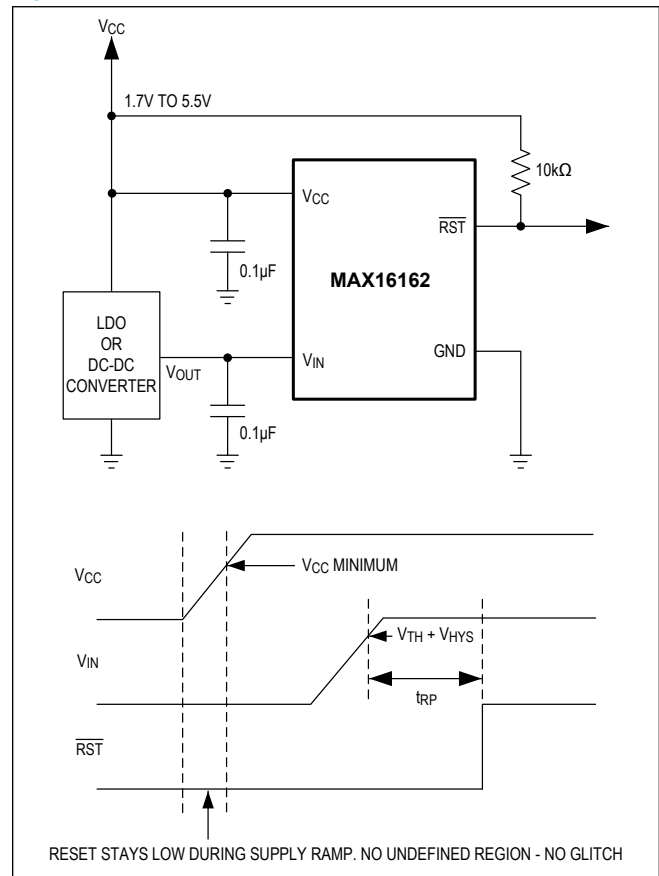 VCC
1.7V TO 5.5V
10kΩ
VCC
RST
0.1µF
MAX16162
LDO
OR
DC-DC
CONVERTER
VOUT
VIN
GND
0.1µF
VCC
VCC MINIMUM
VIN
VTH + VHYS
tRP
RST
RESET STAYS LOW DURING SUPPLY RAMP. NO UNDEFINED REGION - NO GLITCH